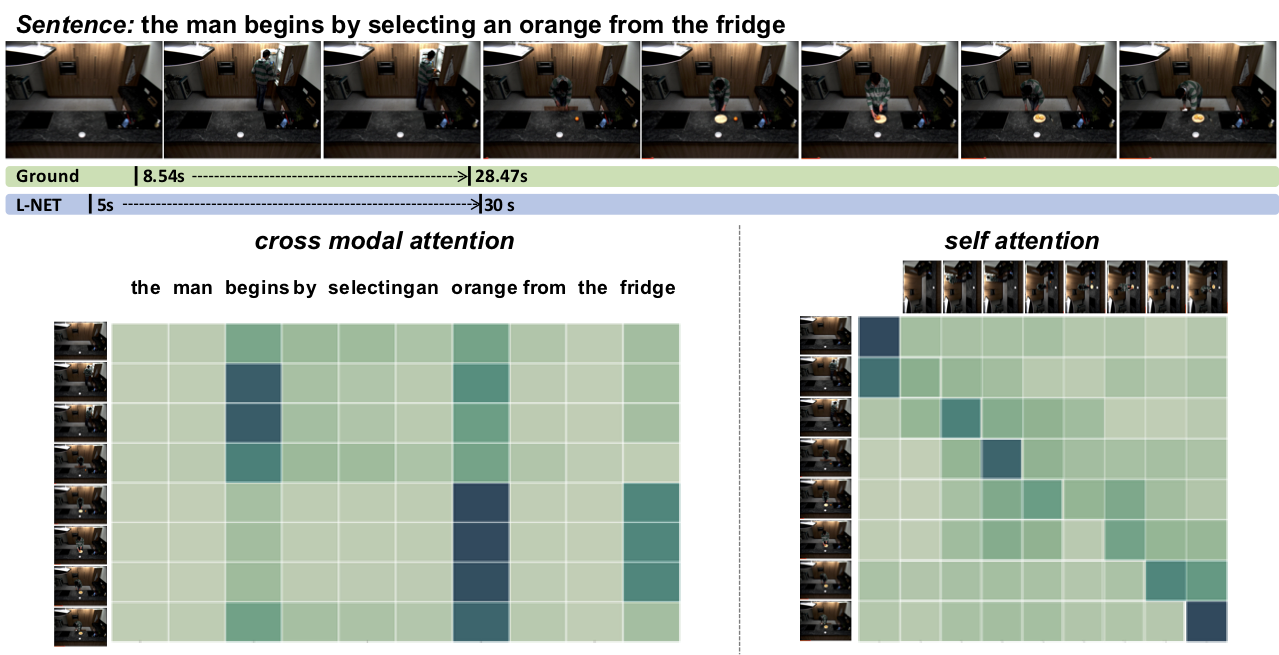 Sentence: the man begins by selecting an orange from the fridge
Ground 8.54s 28.47s
L-NET 5s 30 s
cross modal attention
self attention
the man begins by selectingan orange from the fridge